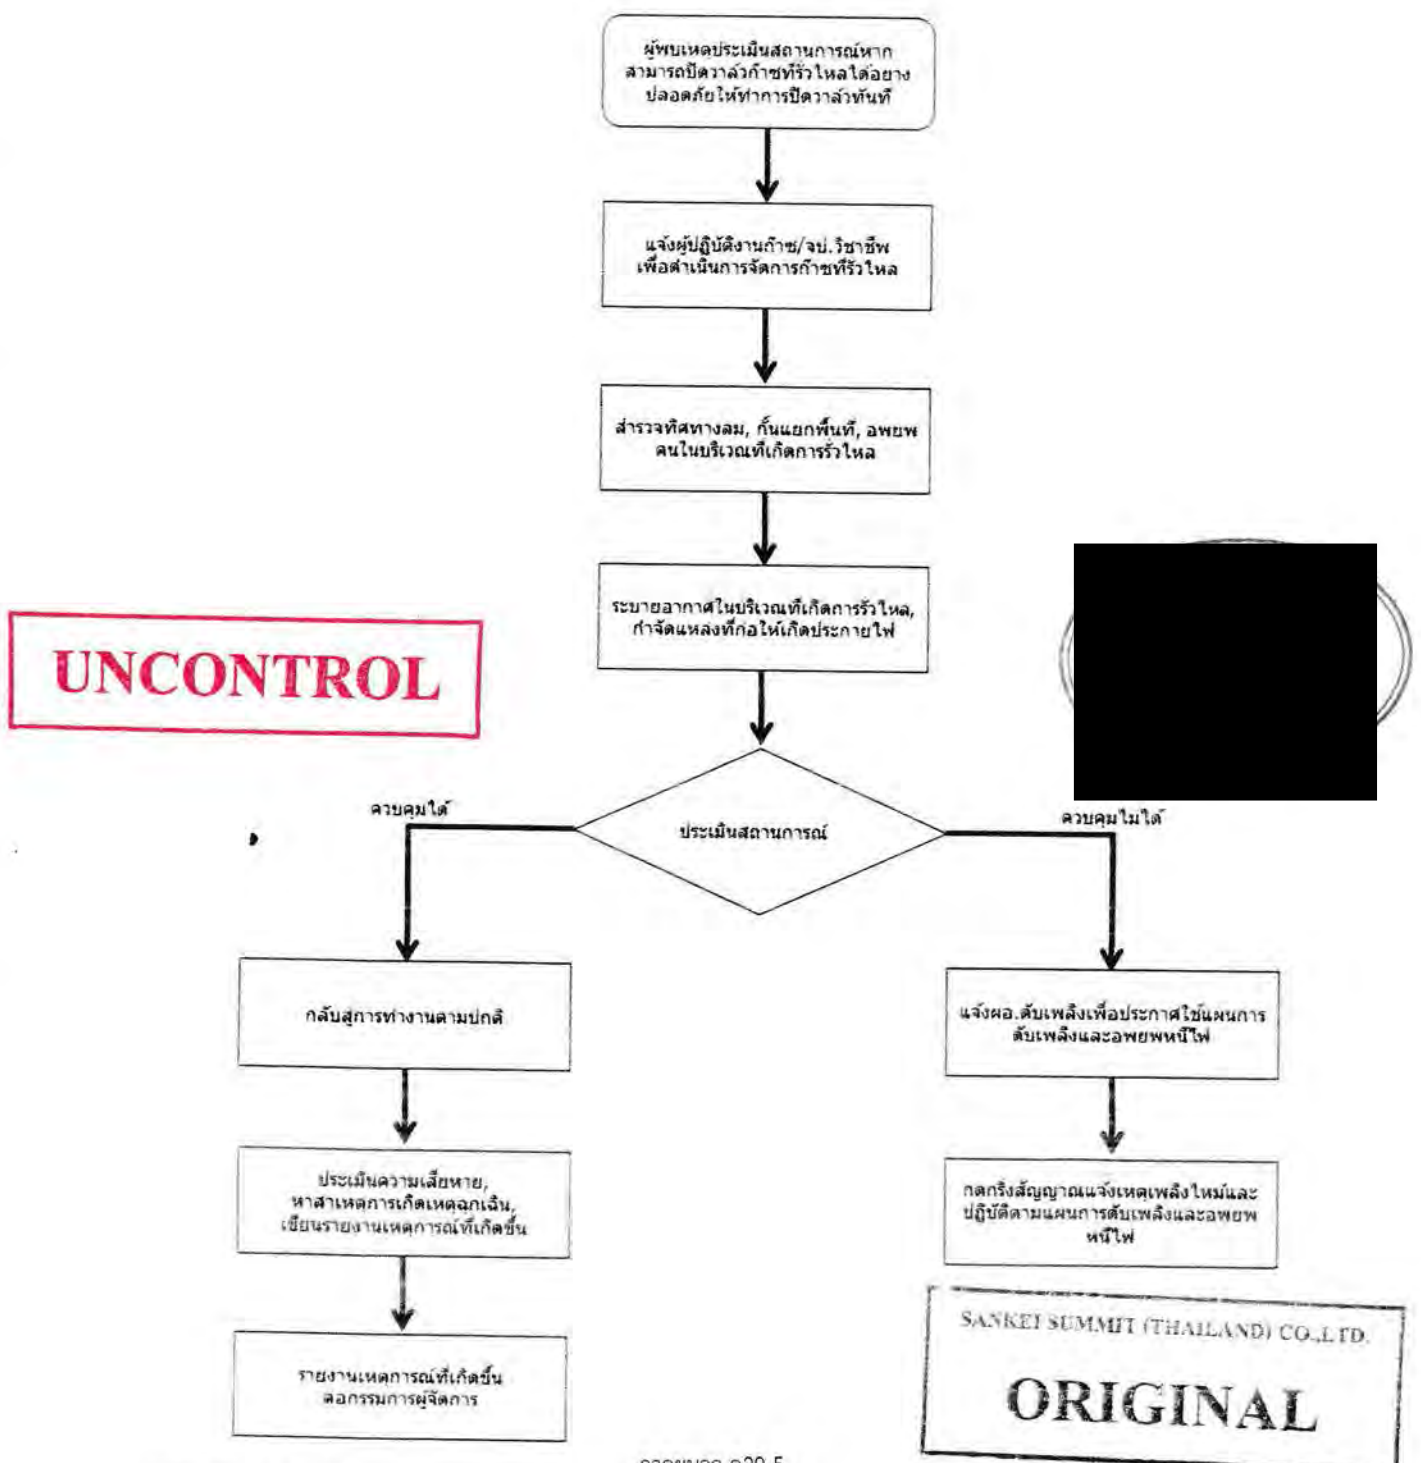 ผู้พบเหตุประเมินสถานการณ์หาก
สามารถปิดวาล์วก๊าซที่รั่วไหลได้อย่าง
ปลอดภัยให้ทำการปิดวาล์วทันที
แจ้งผู้ปฏิบัติงานก๊าซ/จป.วิชาชีพ
เพื่อดำเนินการจัดการก๊าซที่รั่วไหล
สำรวจทิศทางลม, กั้นแยกพื้นที่, อพยพ
คนในบริเวณที่เกิดการรั่วไหล
ระบายอากาศในบริเวณที่เกิดการรั่วไหล,
กำจัดแหล่งที่ก่อให้เกิดประกายไฟ
UNCONTROL
ประเมินสถานการณ์
ควบคุมได้
ควบคุมไม่ได้
กลับสู่การทำงานตามปกติ
ประเมินความเสียหาย,
หาสาเหตุการเกิดเหตุฉุกเฉิน,
เขียนรายงานเหตุการณ์ที่เกิดขึ้น
รายงานเหตุการณ์ที่เกิดขึ้น
ต่อกรรมการผู้จัดการ
แจ้งผอ.ดับเพลิงเพื่อประกาศใช้แผนการ
ดับเพลิงและอพยพหนีไฟ
กดกริ่งสัญญาณแจ้งเหตุเพลิงไหม้และ
ปฏิบัติตามแผนการดับเพลิงและอพยพ
หนีไฟ
SANKEI SUMMIT (THAILAND) CO.,LTD.
ORIGINAL